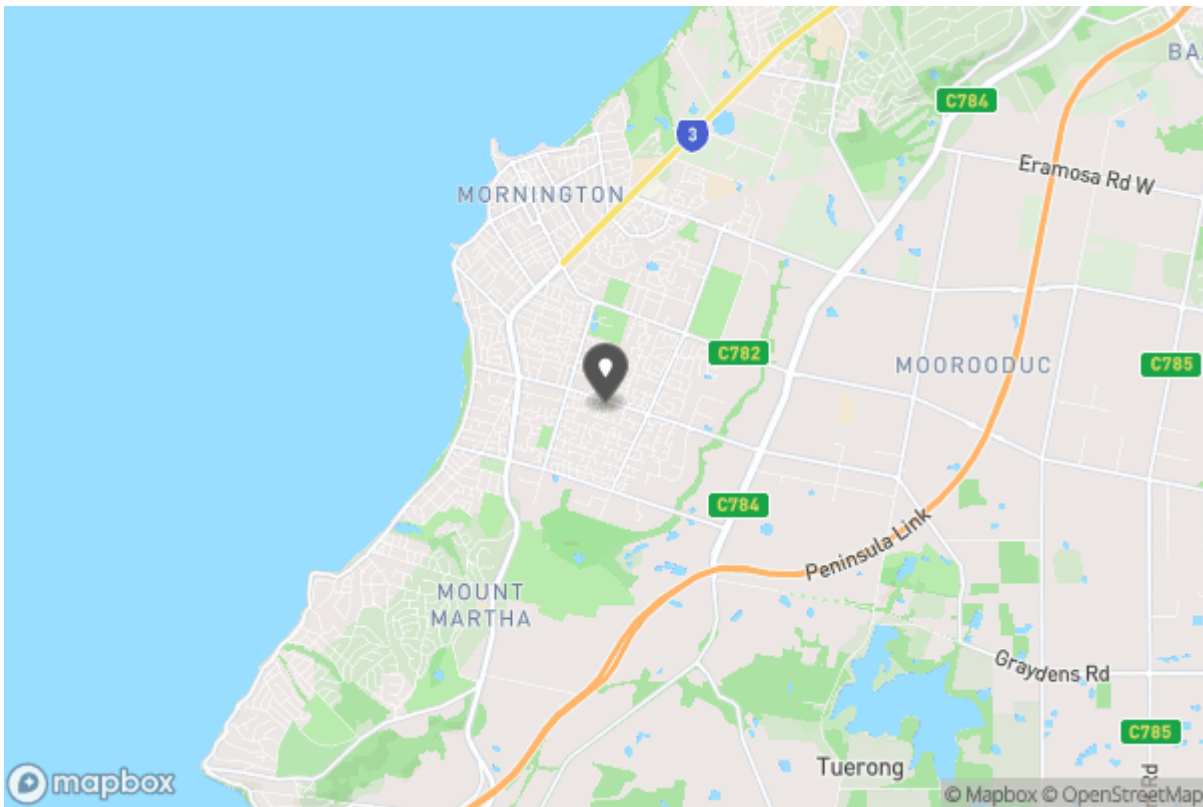 BA
C784
3
Eramosa Rd W
MORNINGTON
C782
MOOROODUC
C785
C784
Peninsula Link
MOUNT
MARTHA
Graydens Rd
C785
Tuerong
Rd
mapbox
© Mapbox © OpenStreetMap